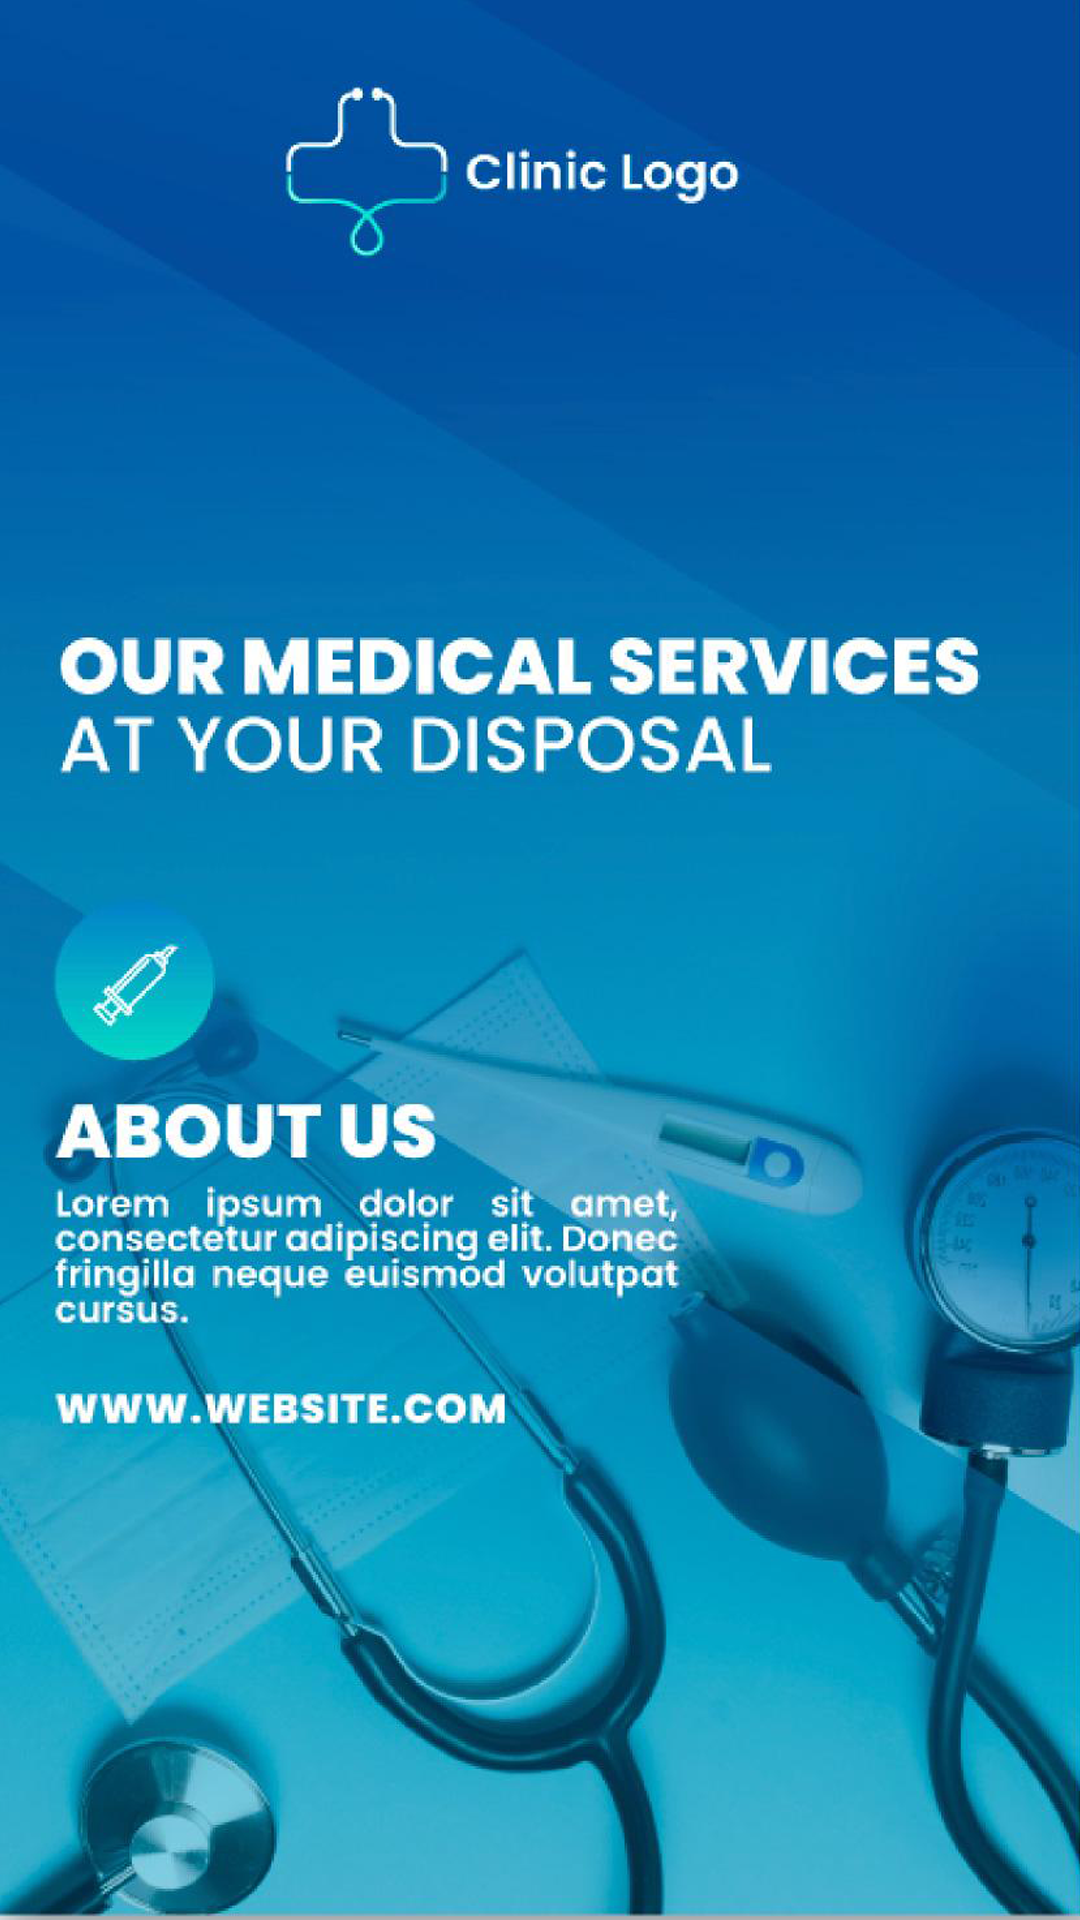 Clinic Logo
OUR MEDICAL SERVICES
AT YOUR DISPOSAL
ABOUT US
Lorem ipsum dolor sit amet,
consectetur adipiscing elit. Donec
fringilla neque euismod volutpat
cursus.
WWW.WEBSITE.COM